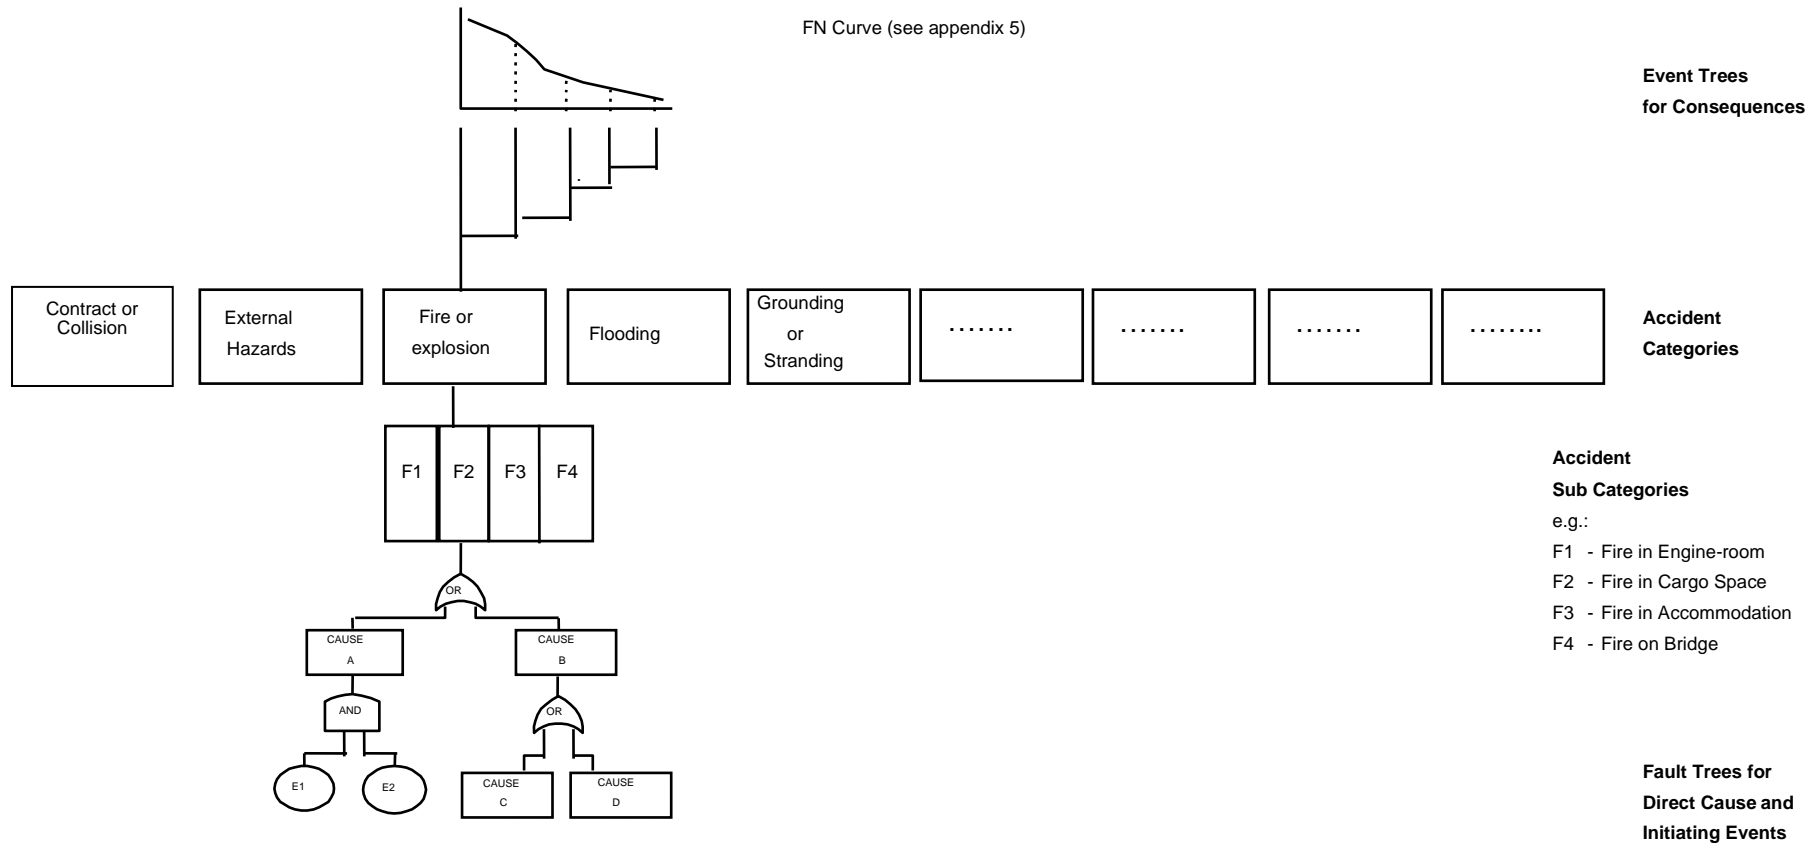 FN Curve (see appendix 5)
Event Trees
for Consequences
Contract or
Collision
External
Hazards
Fire or
explosion
Flooding
Grounding
or
Stranding
.......
.......
.......
........
Accident
Categories
F1
F2
F3
F4
Accident
Sub Categories
e.g.:
F1 - Fire in Engine-room
F2 - Fire in Cargo Space
F3 - Fire in Accommodation
F4 - Fire on Bridge
OR
CAUSE
A
CAUSE
B
AND
OR
E1
E2
CAUSE
C
CAUSE
D
Fault Trees for
Direct Cause and
Initiating Events